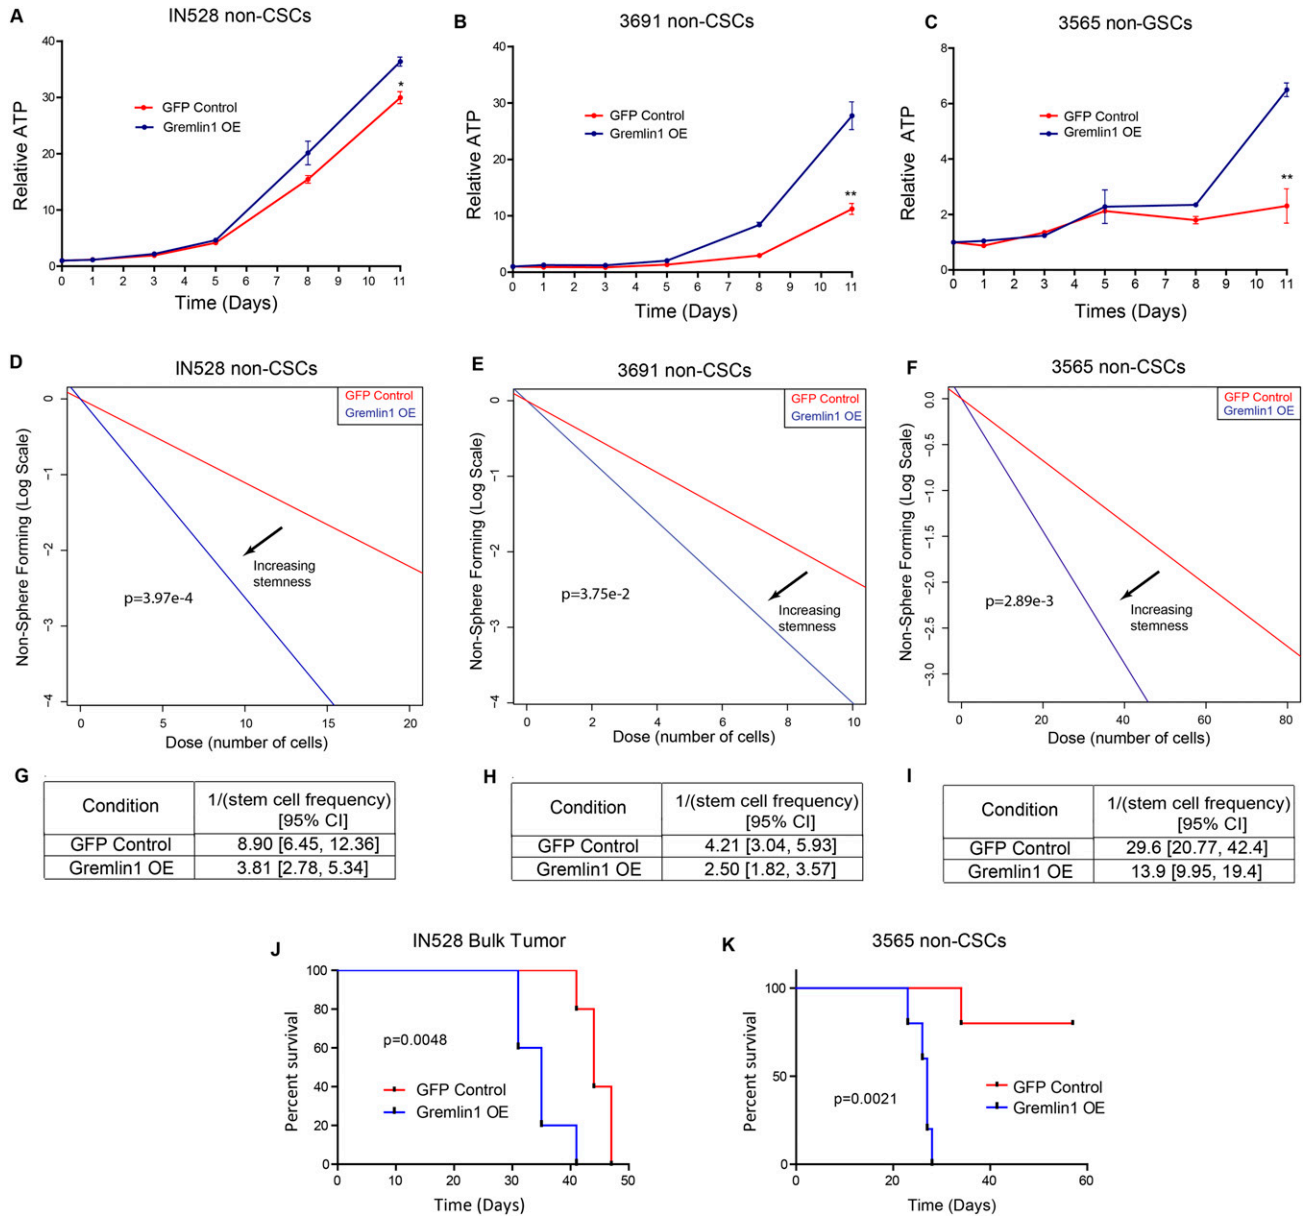 A
IN528 non-CSCs
40
30
20
10
0
Relative ATP
GFP Control
Gremlin1 OE
*
0 1 2 3 4 5 6 7 8 9 10 11
Time (Days)
B
3691 non-CSCs
40
30
20
10
0
Relative ATP
GFP Control
Gremlin1 OE
**
0 1 2 3 4 5 6 7 8 9 10 11
Time (Days)
C
3565 non-GSCs
8
6
4
2
0
Relative ATP
GFP Control
Gremlin1 OE
**
0 1 2 3 4 5 6 7 8 9 10 11
Times (Days)
D
IN528 non-CSCs
GFP Control
Gremlin1 OE
0
-1
-2
-3
-4
Non-Sphere Forming (Log Scale)
Increasing
stemness
p=3.97e-4
0 5 10 15 20
Dose (number of cells)
E
3691 non-CSCs
GFP Control
Gremlin1 OE
0
-1
-2
-3
-4
Non-Sphere Forming (Log Scale)
p=3.75e-2
Increasing
stemness
0 2 4 6 8 10
Dose (number of cells)
F
3565 non-CSCs
GFP Control
Gremlin1 OE
0.0
-0.5
-1.0
-1.5
-2.0
-2.5
-3.0
Non-Sphere Forming (Log Scale)
p=2.89e-3
Increasing
stemness
0 20 40 60 80
Dose (number of cells)
G
Condition 1/(stem cell frequency)
[95% CI]
GFP Control 8.90 [6.45, 12.36]
Gremlin1 OE 3.81 [2.78, 5.34]
H
Condition 1/(stem cell frequency)
[95% CI]
GFP Control 4.21 [3.04, 5.93]
Gremlin1 OE 2.50 [1.82, 3.57]
I
Condition 1/(stem cell frequency)
[95% CI]
GFP Control 29.6 [20.77, 42.4]
Gremlin1 OE 13.9 [9.95, 19.4]
J
IN528 Bulk Tumor
100
80
60
40
20
0
Percent survival
p=0.0048
GFP Control
Gremlin1 OE
0 10 20 30 40 50
Time (Days)
K
3565 non-CSCs
100
50
0
Percent survival
p=0.0021
GFP Control
Gremlin1 OE
0 20 40 60
Time (Days)